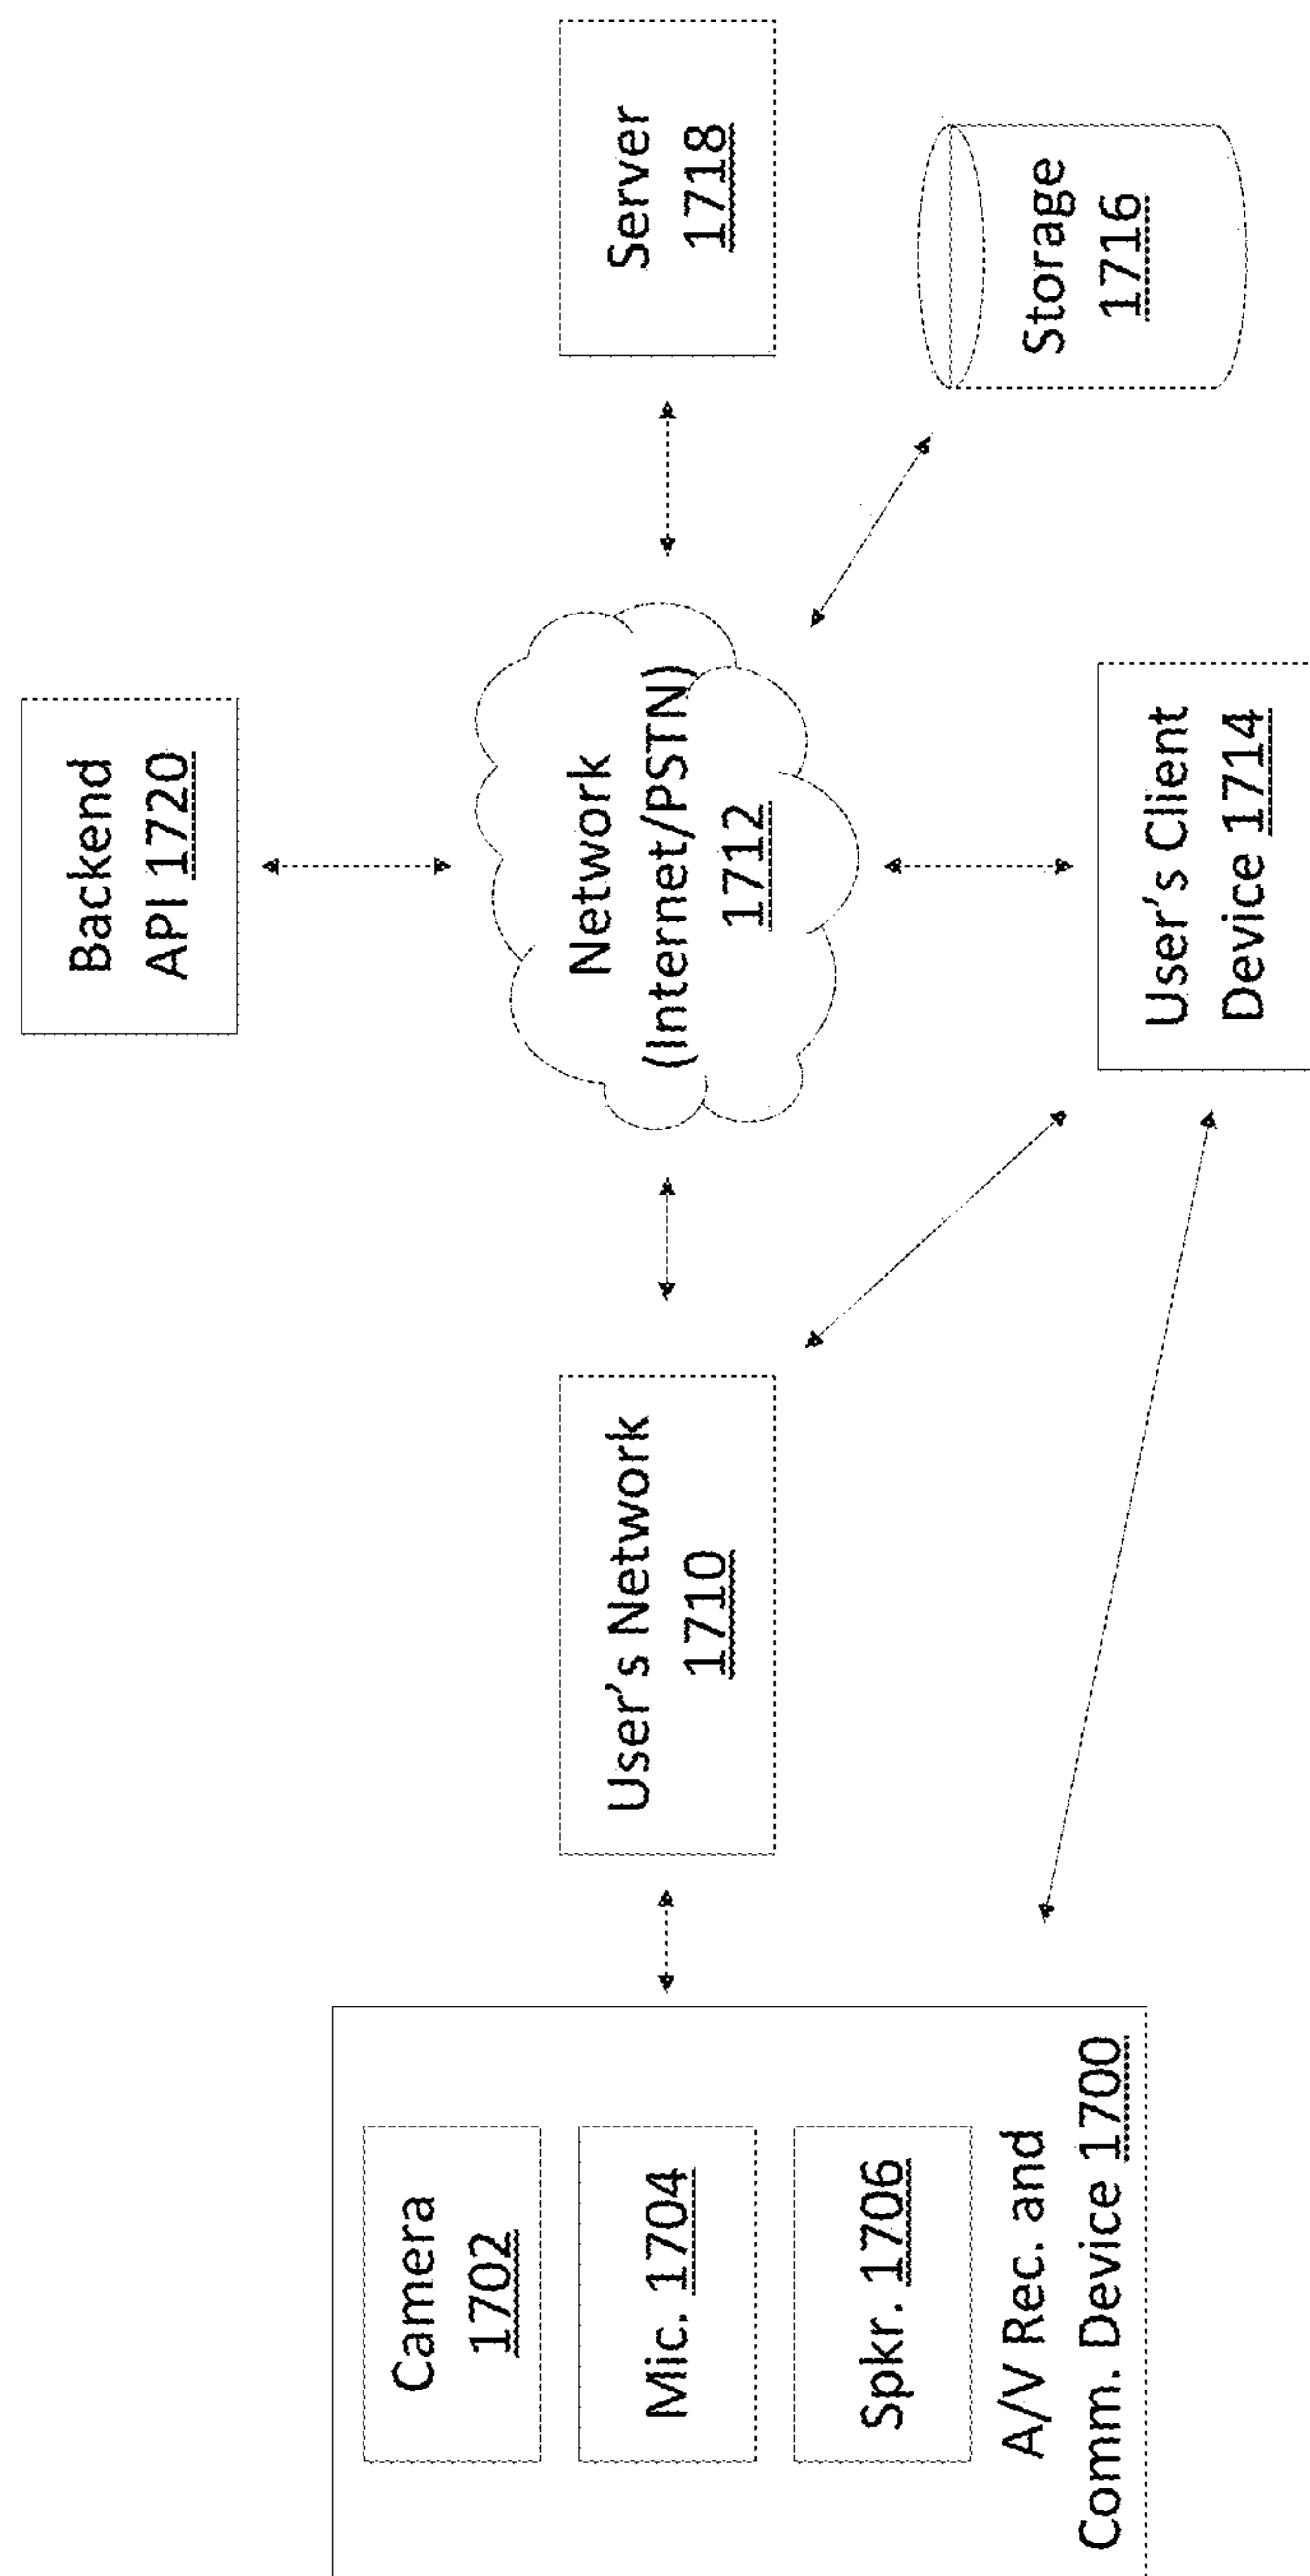 Backend
API 1720
Camera
1702
Mic. 1704
Spkr. 1706
A/V Rec. and
Comm. Device 1700
User's Network
1710
Network
(Internet/PSTN)
1712
Server
1718
Storage
1716
User's Client
Device 1714